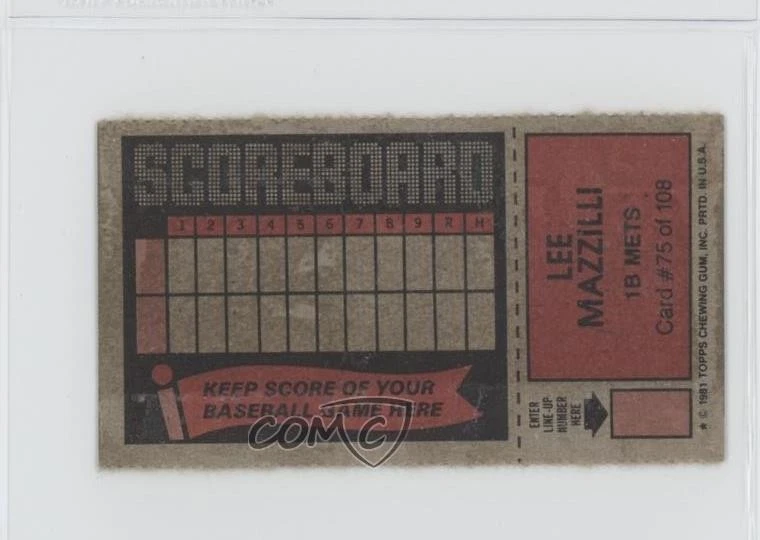 SCOREBOARD
1 2 3 4 5 6 7 8 9 R H
KEEP SCORE OF YOUR
BASEBALL GAME HERE
COMC
LEE
MAZZiLLi
1B METS
Card #75 of 108
ENTER
LINE-UP
NUMBER
HERE
★ © 1981 TOPPS CHEWING GUM, INC. PRTD. IN U.S.A.